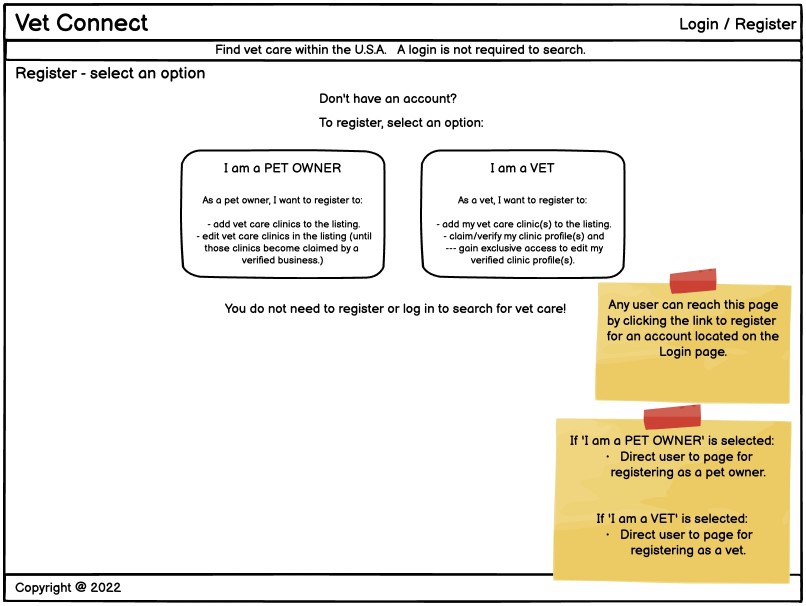 Vet Connect
Login / Register
Find vet care within the U.S.A.   A login is not required to search.
Register - select an option
Don't have an account?
To register, select an option:
I am a PET OWNER
As a pet owner, I want to register to:
- add vet care clinics to the listing.
- edit vet care clinics in the listing (until
those clinics become claimed by a
verified business.)
I am a VET
As a vet, I want to register to:
- add my vet care clinic(s) to the listing.
- claim/verify my clinic profile(s) and
--- gain exclusive access to edit my
verified clinic profile(s).
You do not need to register or log in to search for vet care!
Any user can reach this page
by clicking the link to register
for an account located on the
Login page.
If 'I am a PET OWNER' is selected:
· Direct user to page for
registering as a pet owner.
If 'I am a VET' is selected:
· Direct user to page for
registering as a vet.
Copyright @ 2022